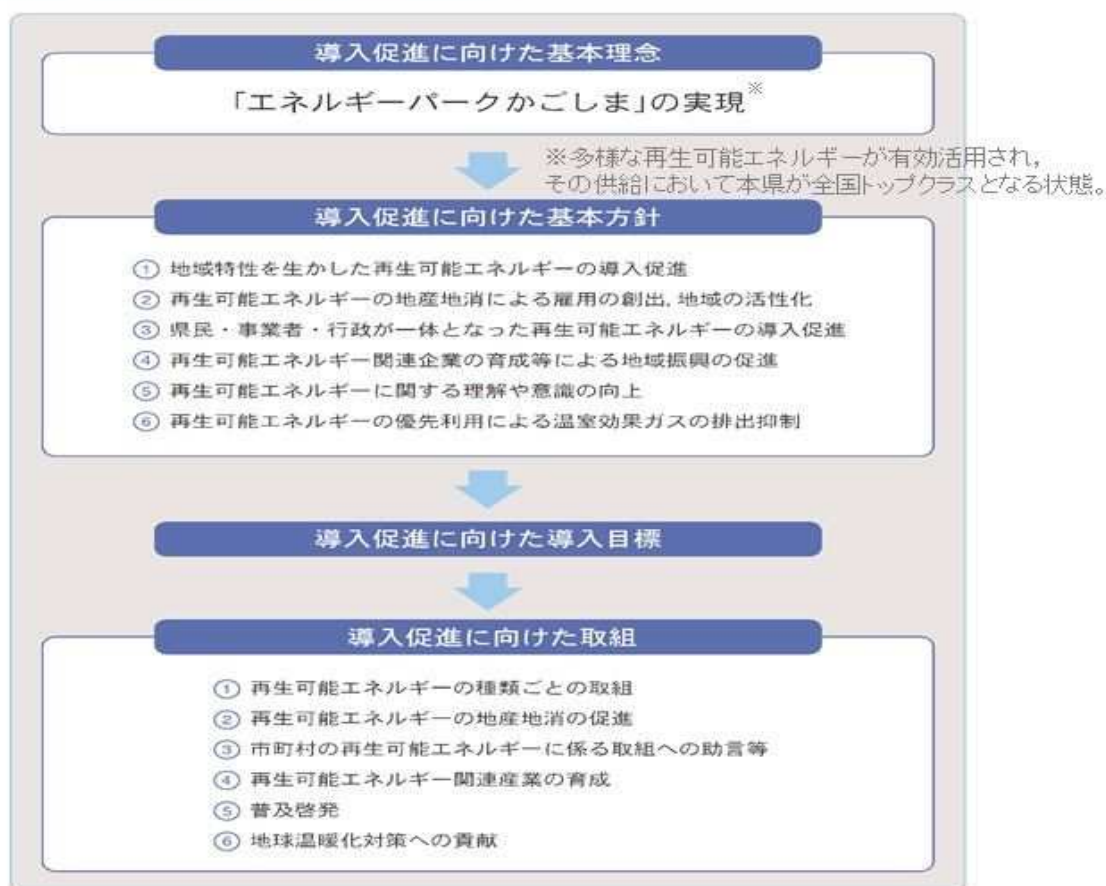 導入促進に向けた基本理念
「エネルギーパークかごしま」の実現※
※多様な再生可能エネルギーが有効活用され,
その供給において本県が全国トップクラスとなる状態。
導入促進に向けた基本方針
① 地域特性を生かした再生可能エネルギーの導入促進
② 再生可能エネルギーの地産地消による雇用の創出, 地域の活性化
③ 県民・事業者・行政が一体となった再生可能エネルギーの導入促進
④ 再生可能エネルギー関連企業の育成等による地域振興の促進
⑤ 再生可能エネルギーに関する理解や意識の向上
⑥ 再生可能エネルギーの優先利用による温室効果ガスの排出抑制
導入促進に向けた導入目標
導入促進に向けた取組
① 再生可能エネルギーの種類ごとの取組
② 再生可能エネルギーの地産地消の促進
③ 市町村の再生可能エネルギーに係る取組への助言等
④ 再生可能エネルギー関連産業の育成
⑤ 普及啓発
⑥ 地球温暖化対策への貢献